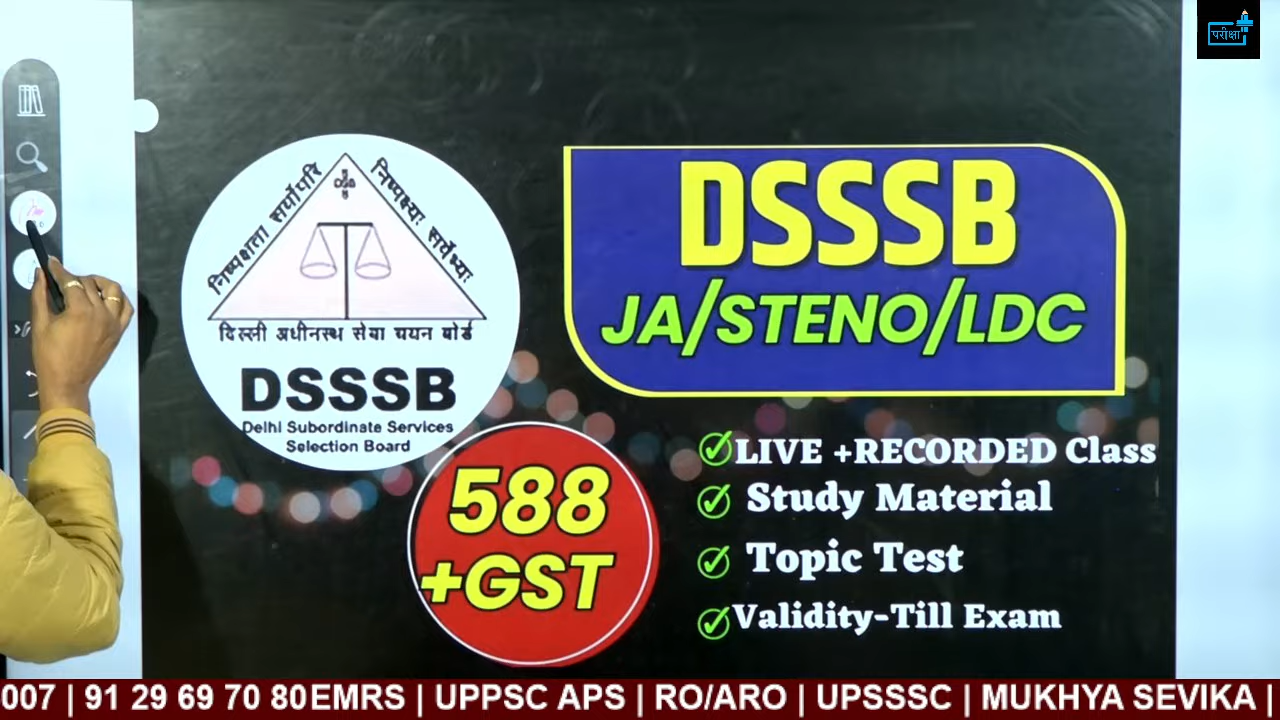 परीक्षा
निष्पक्षता सर्वोपरि
निष्पक्ष्याः सर्वेभ्याः
दिल्ली अधीनस्थ सेवा चयन बोर्ड
DSSSB
Delhi Subordinate Services
Selection Board
DSSSB
JA/STENO/LDC
588
+GST
LIVE +RECORDED Class
Study Material
Topic Test
Validity-Till Exam
007 | 91 29 69 70 80EMRS | UPPSC APS | RO/ARO | UPSSSC | MUKHYA SEVIKA |